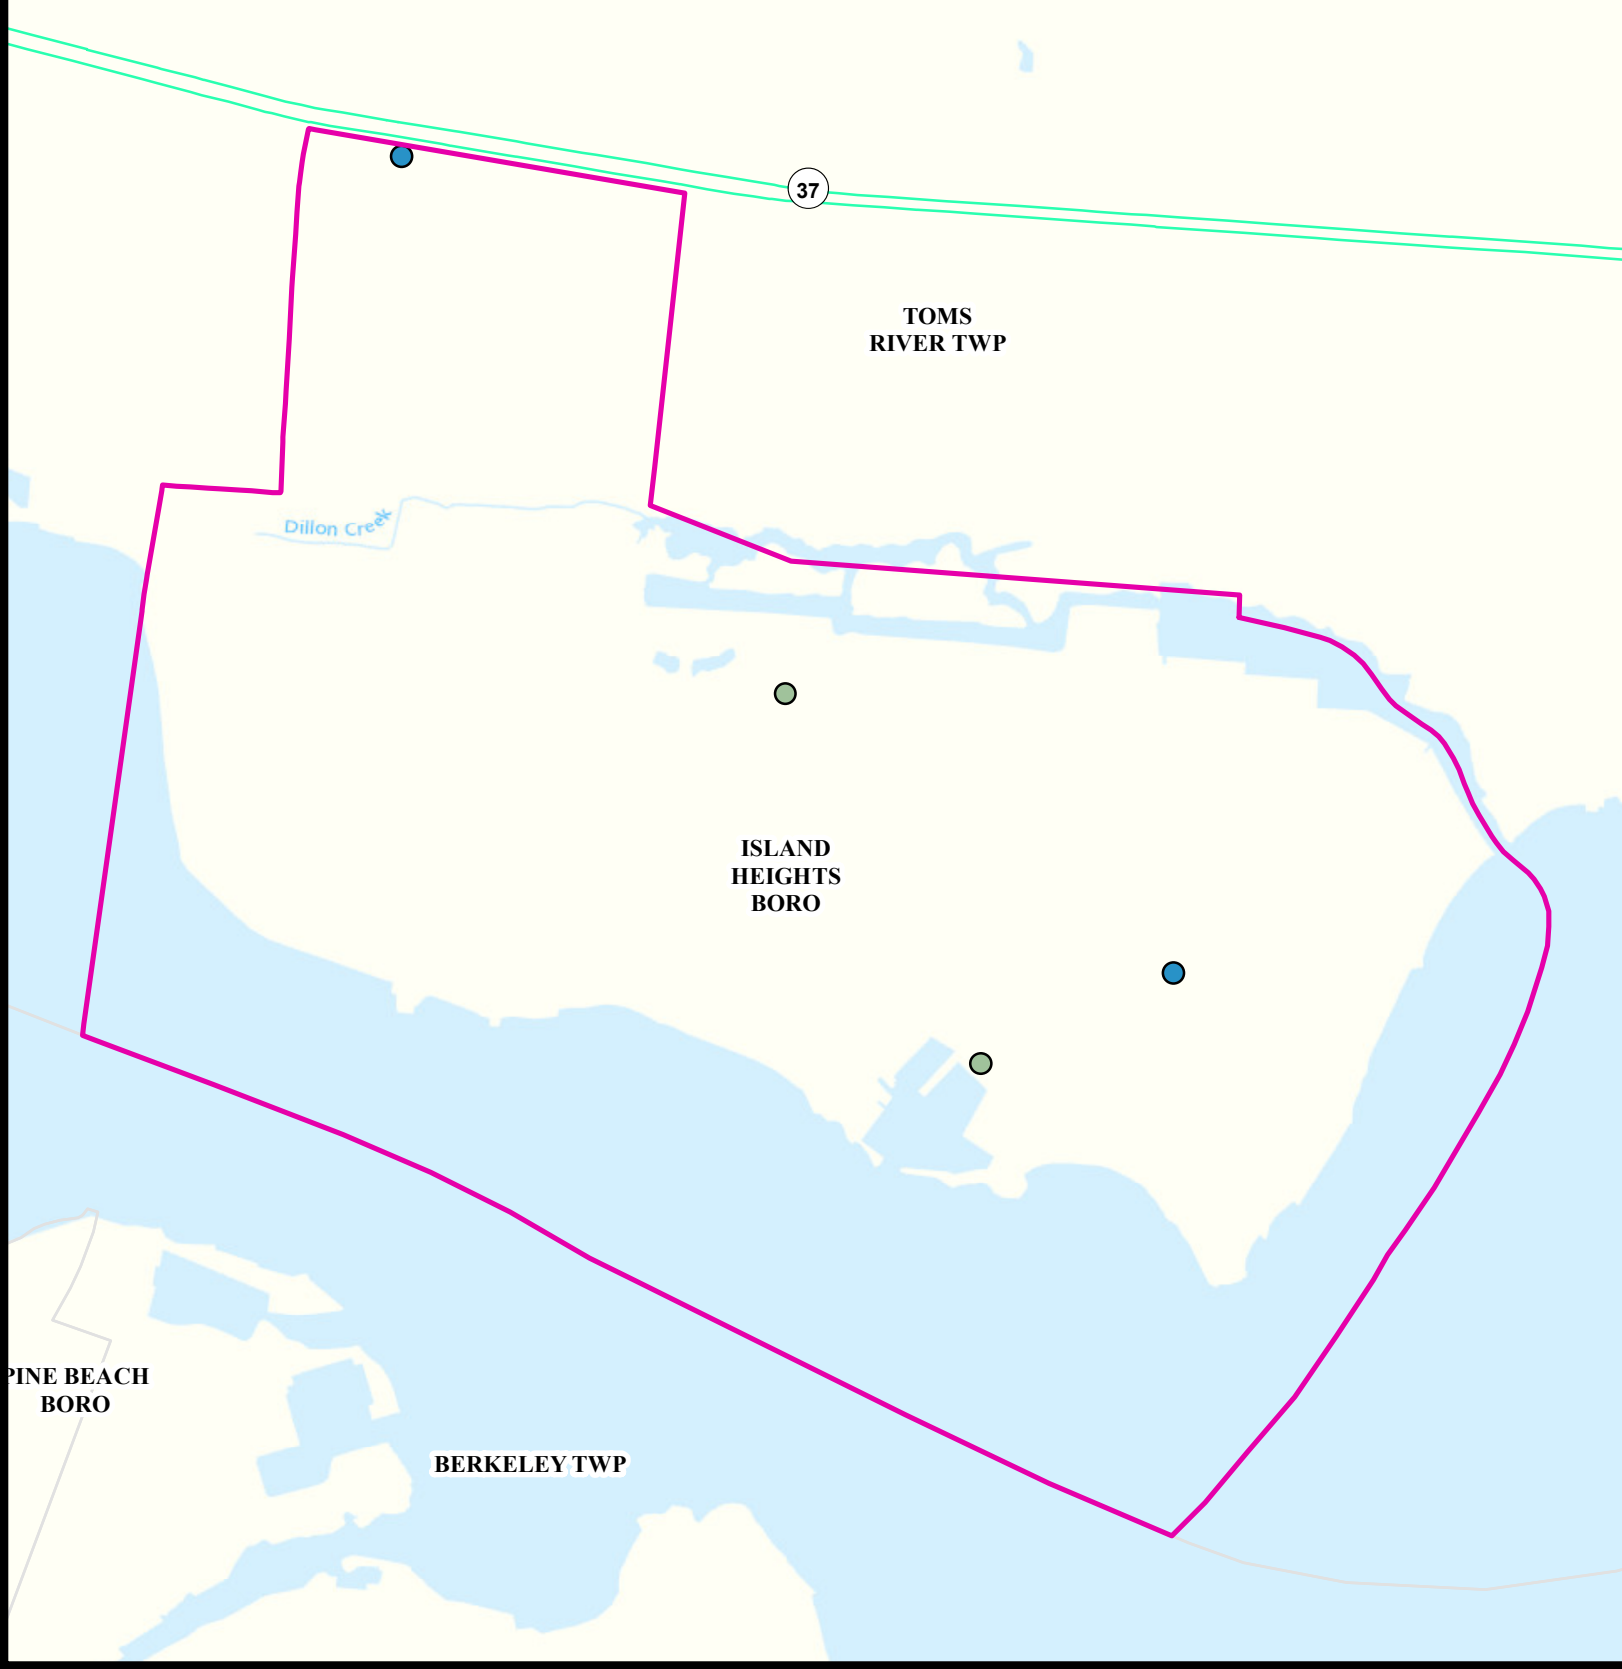 37
TOMS
RIVER TWP
Dillon Creek
ISLAND
HEIGHTS
BORO
PINE BEACH
BORO
BERKELEY TWP